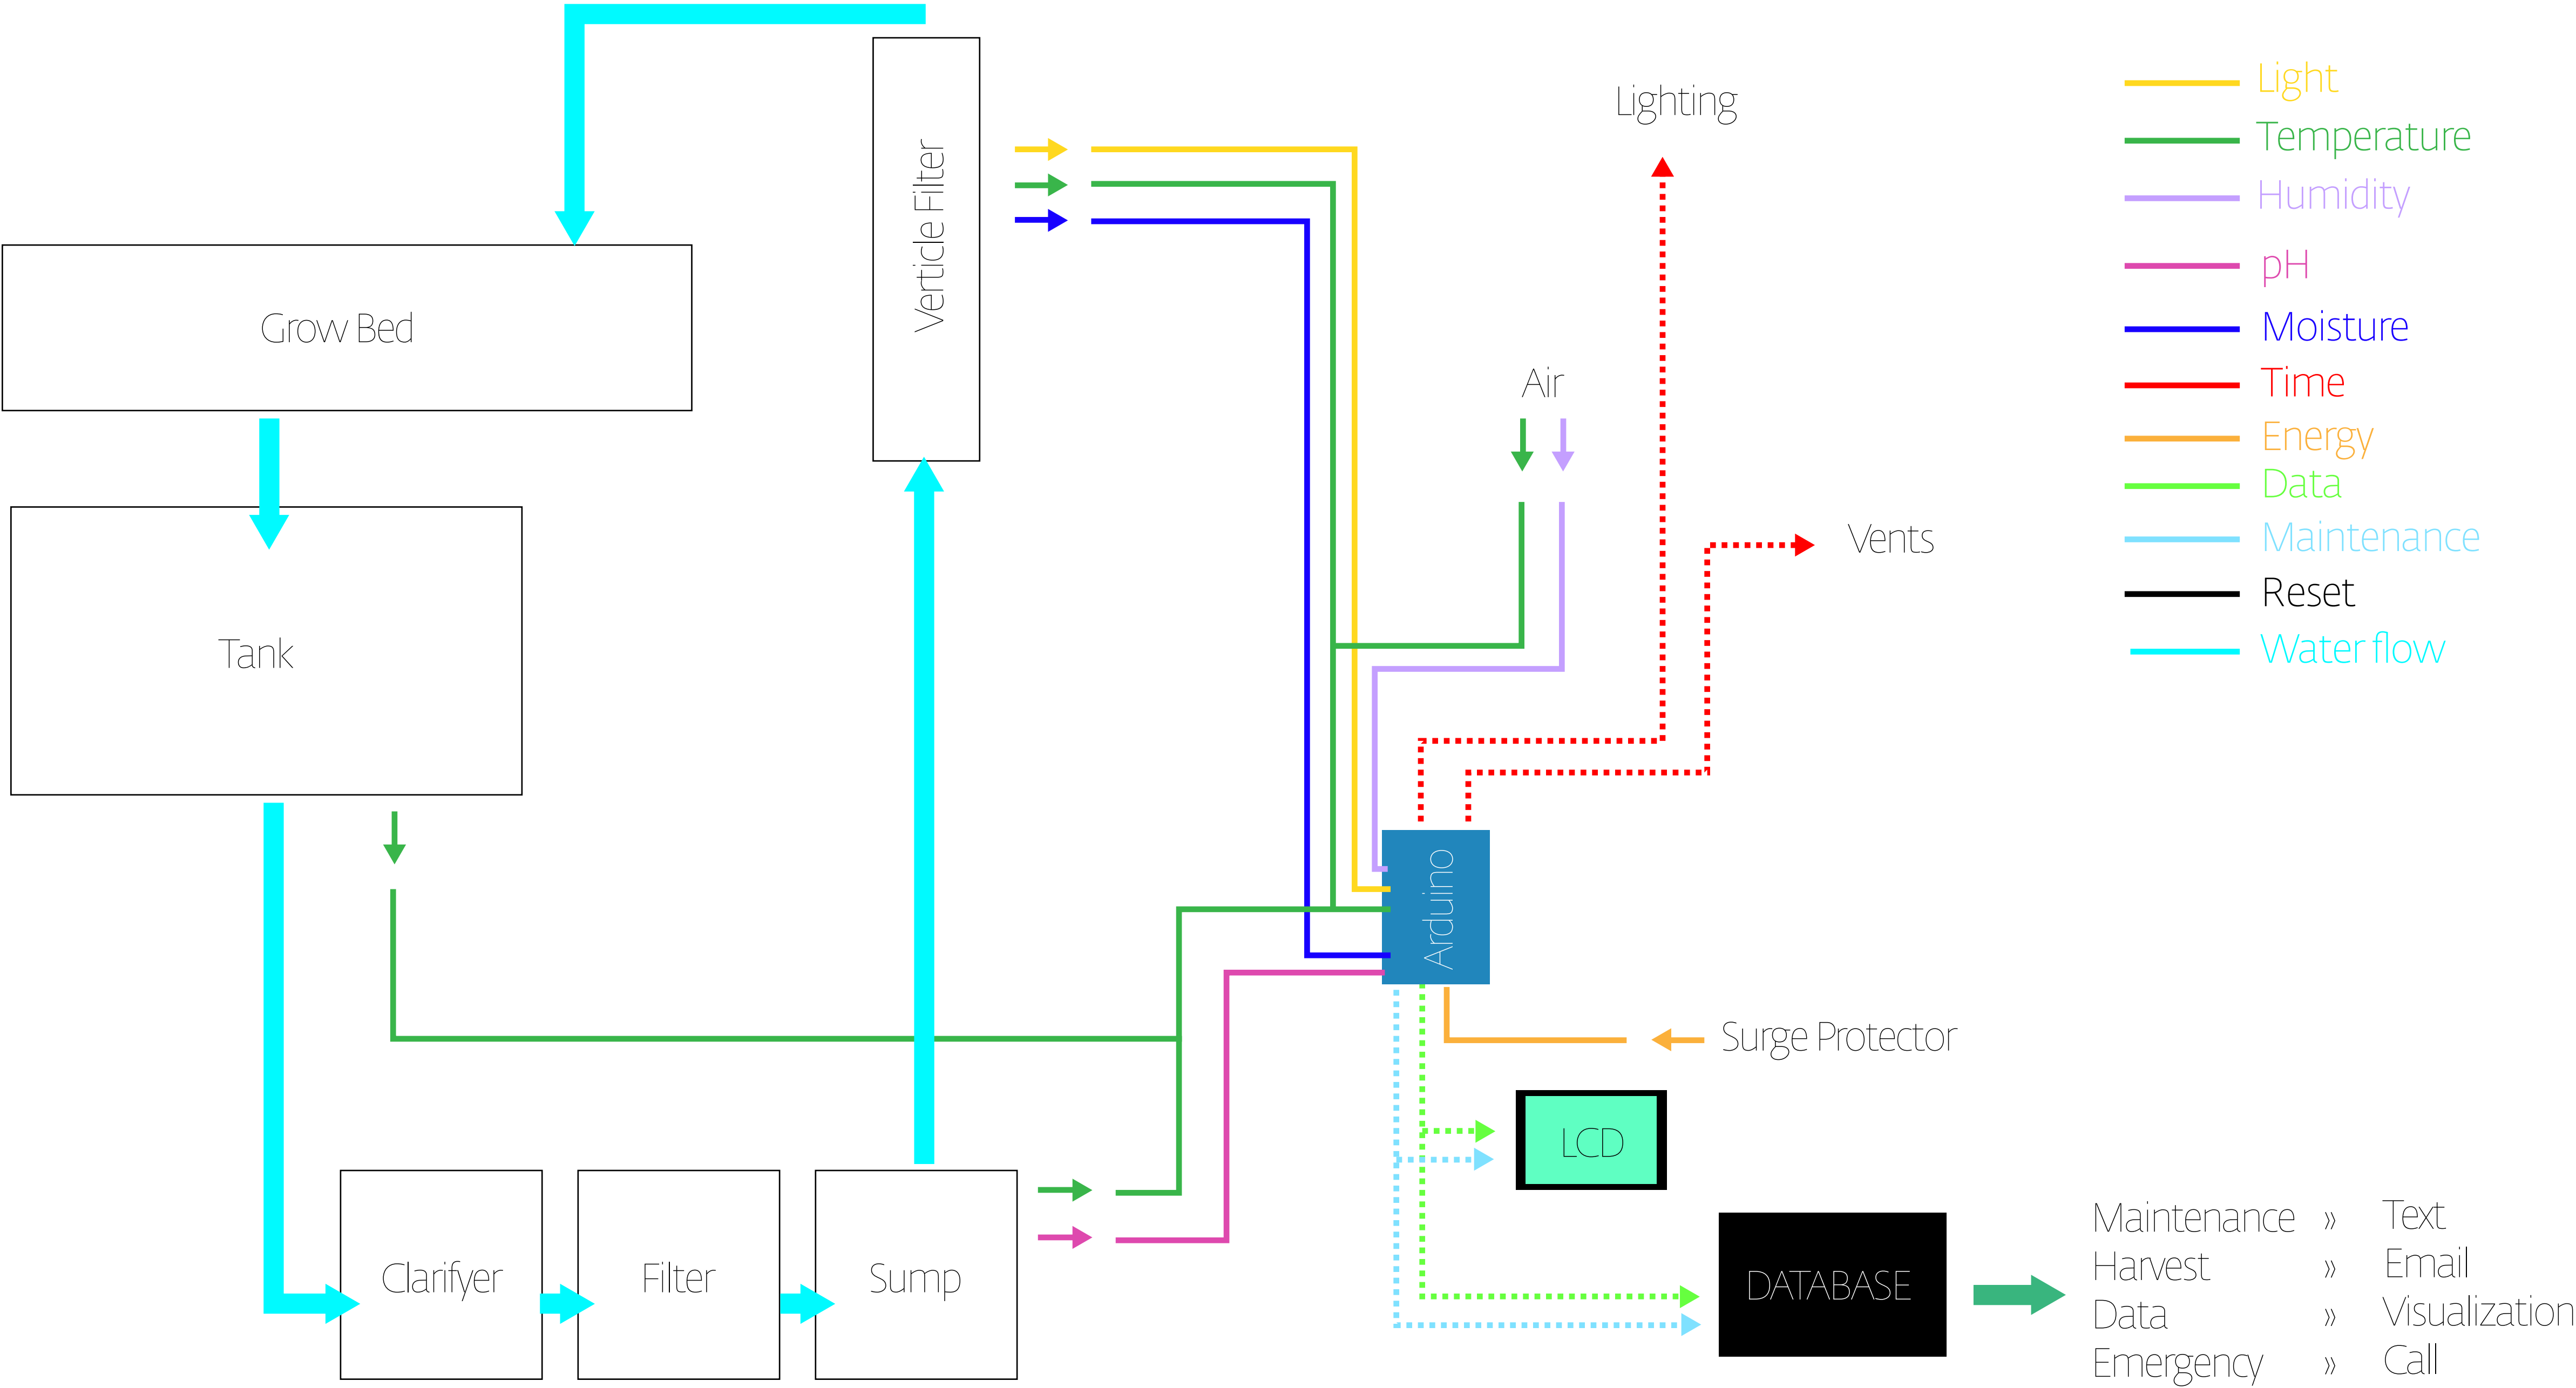 Lighting
Verticle Filter
Grow Bed
Air
Vents
Tank
Arduino
Surge Protector
LCD
Clarifyer
Filter
Sump
DATABASE
Light
Temperature
Humidity
pH
Moisture
Time
Energy
Data
Maintenance
Reset
Water flow
Maintenance » Text
Harvest » Email
Data » Visualization
Emergency » Call